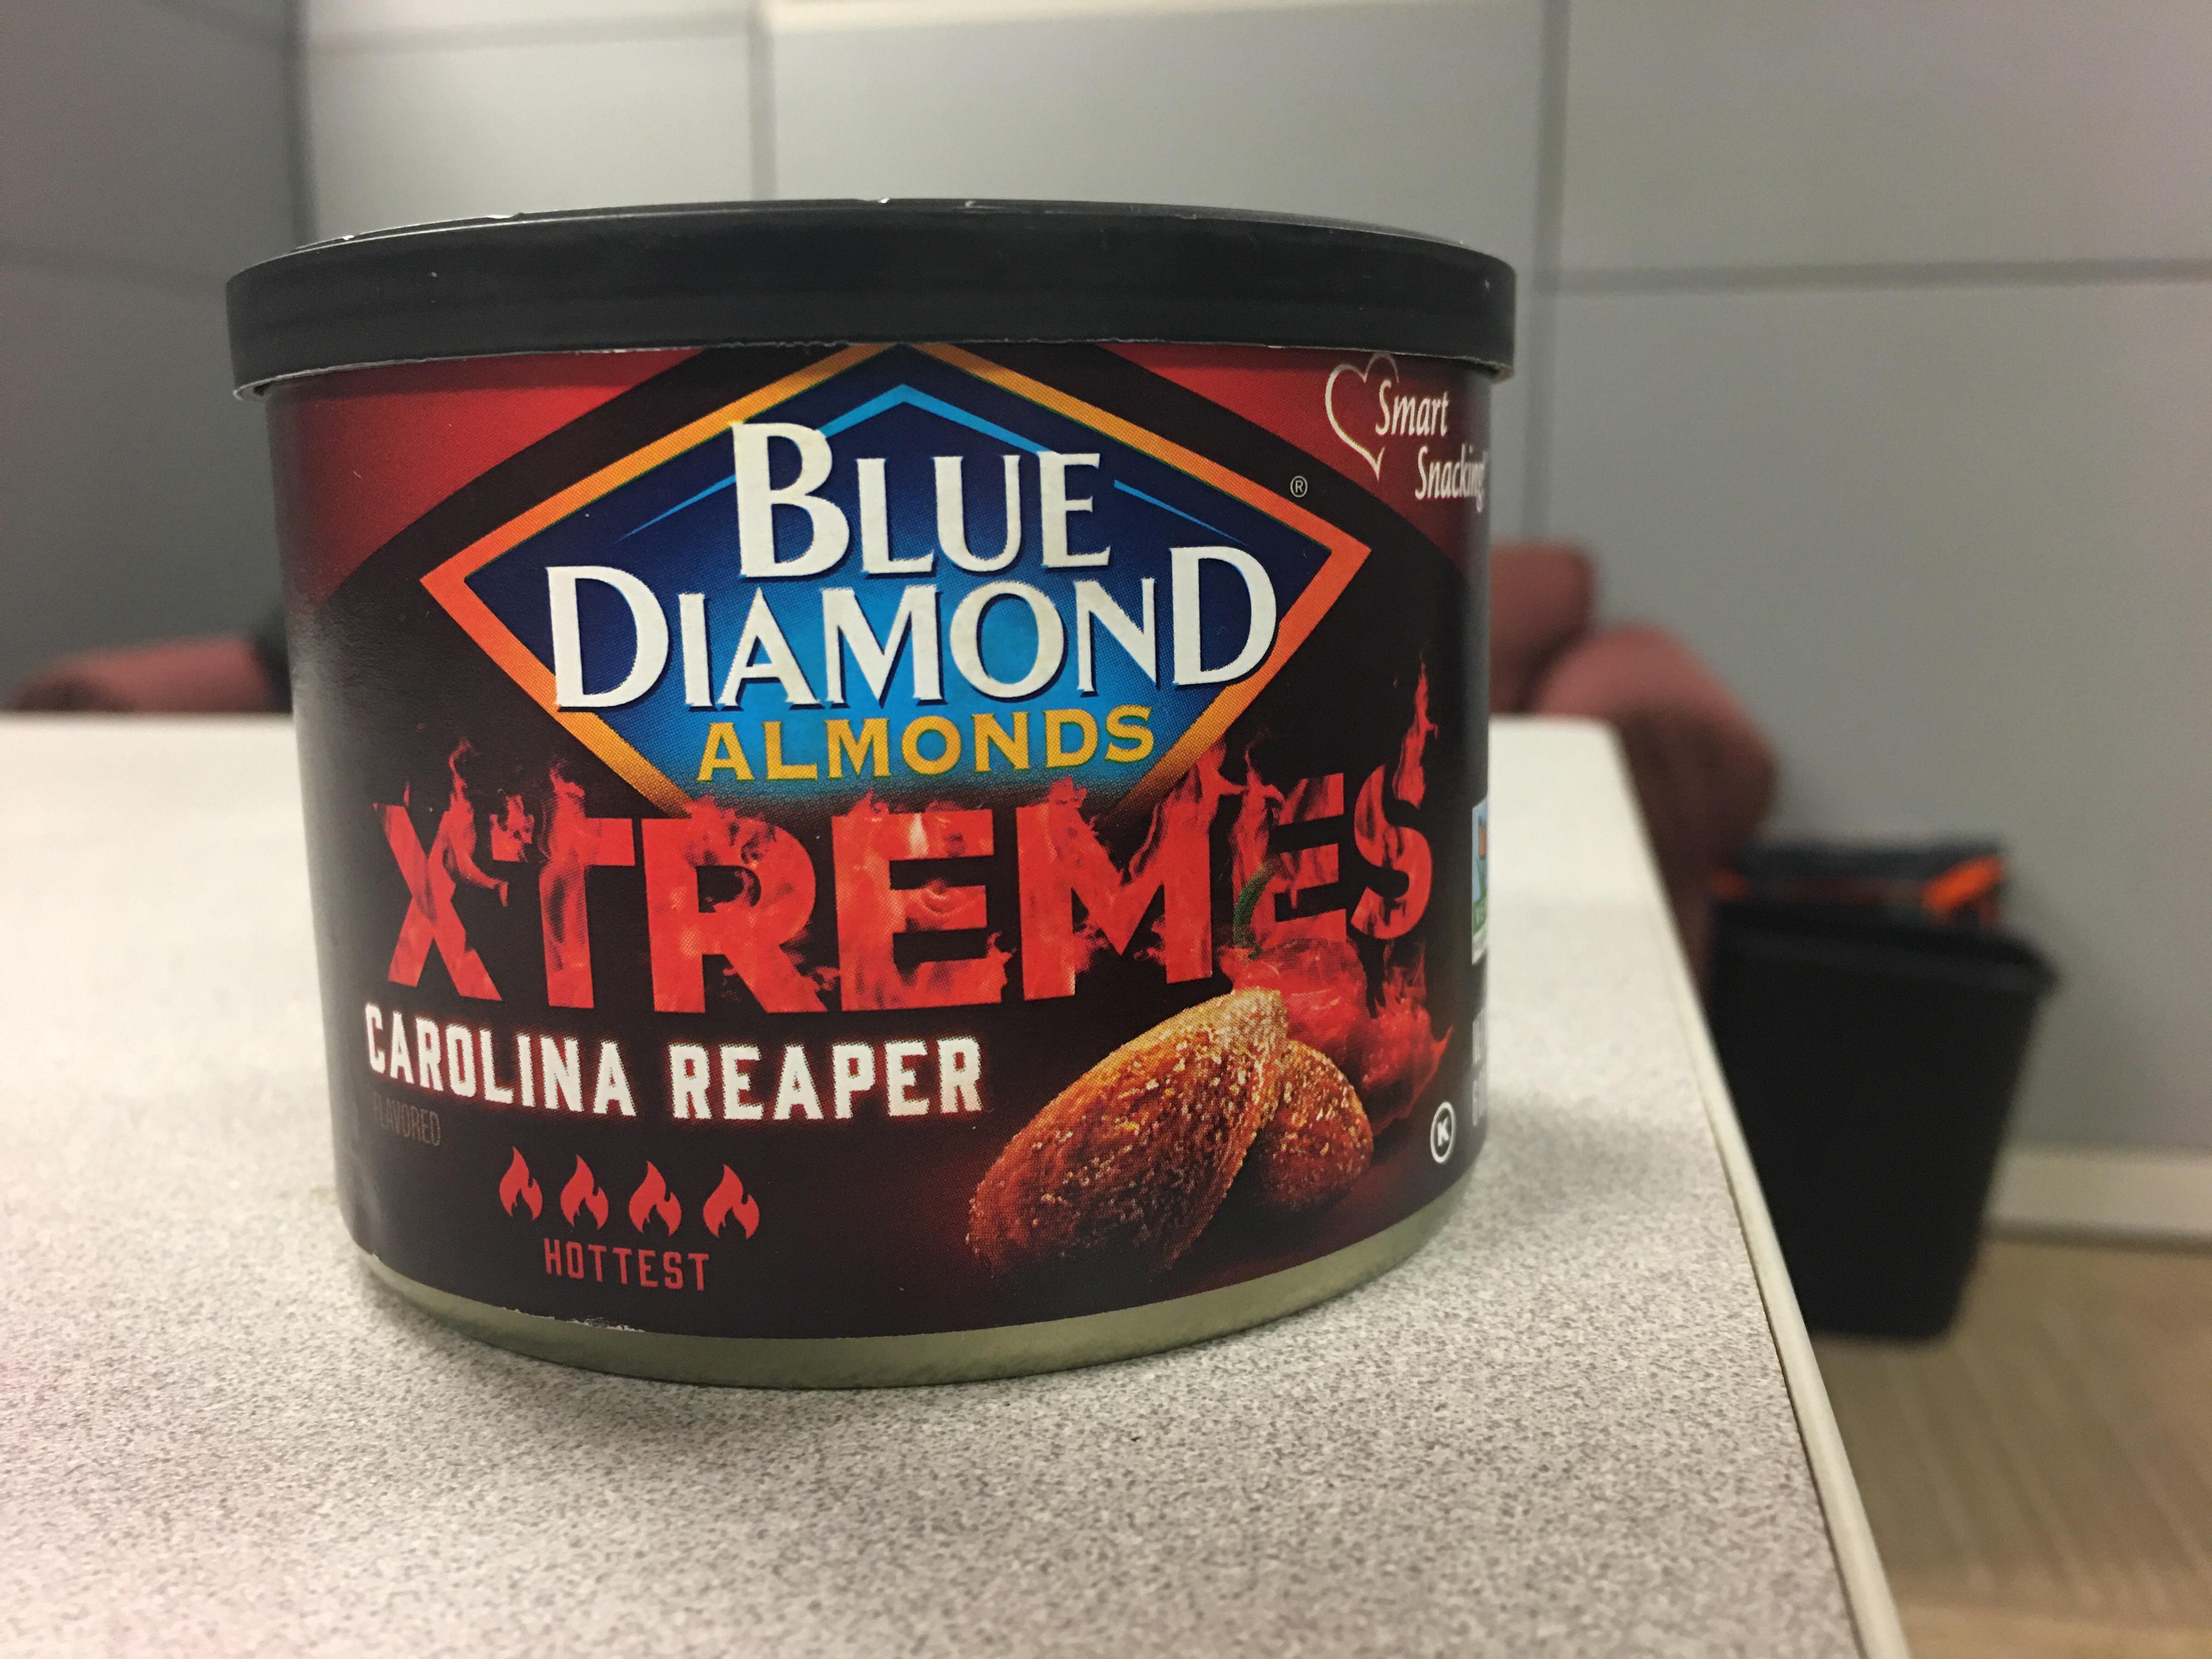 Smart
Snacking
BLUE
DIAMOND
®
ALMONDS
XTREMES
CAROLINA REAPER
FLAVORED
K
HOTTEST